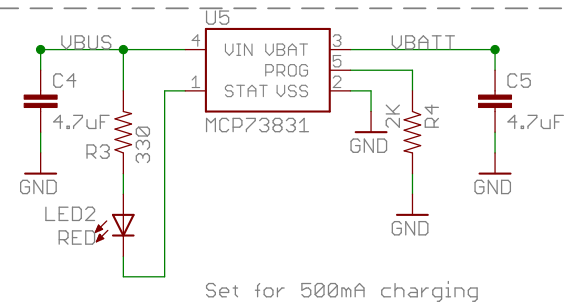 U5
VBUS 4 VIN VBAT 3 VBATT
PROG 5
1 STAT VSS 2
C4
4.7uF
R3
330
MCP73831
2K
R4
C5
4.7uF
GND
GND
GND
GND
LED2
RED
Set for 500mA charging